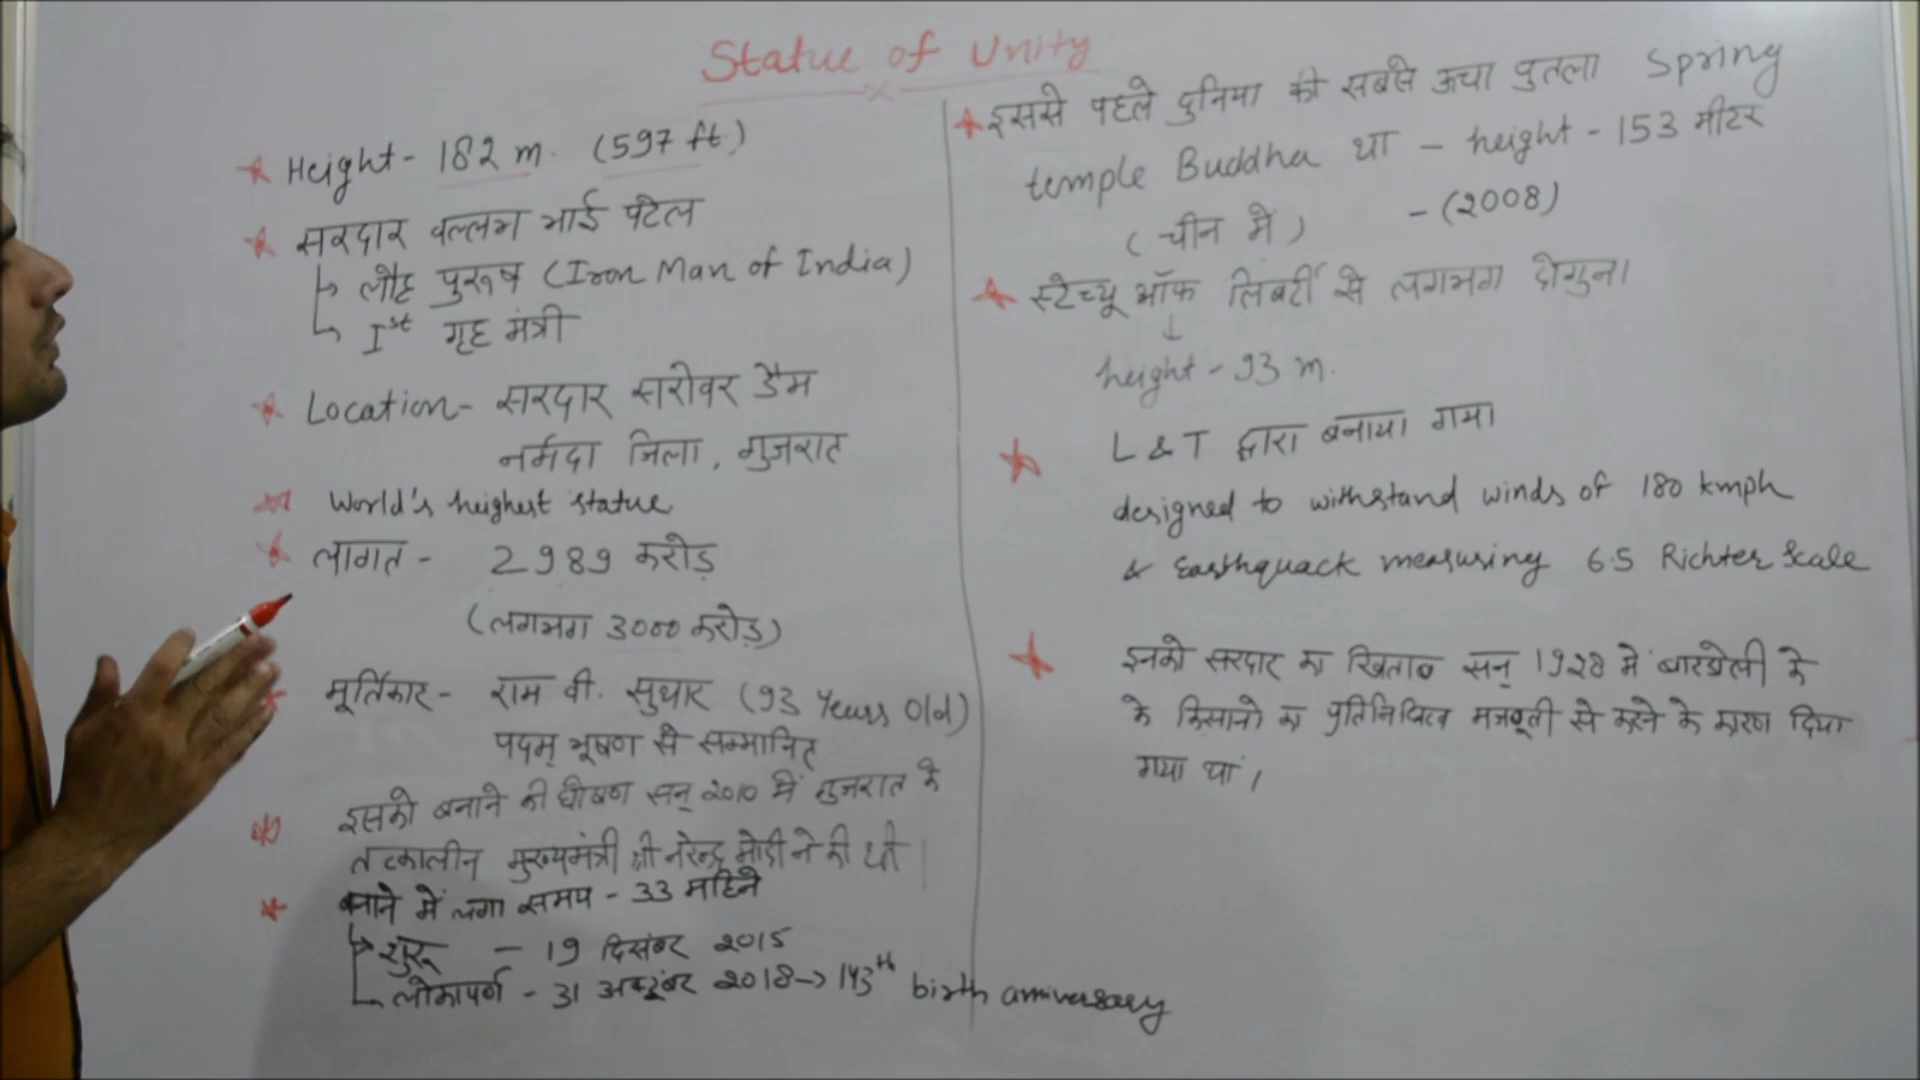 Statue of Unity
Height - 182 m. (597 ft.)
सरदार वल्लभ भाई पटेल
लौह पुरूष (Iron Man of India)
Ist गृह मंत्री
Location - सरदार सरोवर डैम
नर्मदा जिला, गुजरात
World's heighest statue
लागत - 2989 करोड़
(लगभग 3000 करोड़)
मूर्तिकार - राम वी. सुथार (93 Years Old)
पदम् भूषण से सम्मानित
इसको बनाने की घोषणा सन् 2010 में गुजरात के
तत्कालीन मुख्यमंत्री श्री नरेन्द्र मोदी ने की थी
बनाने में लगा समय - 33 महिने
शुरू - 19 दिसंबर 2015
लोकापर्ण - 31 अक्टूबर 2018 → 143th birth anniversary
इससे पहले दुनिया की सबसे ऊचा पुतला Spring
temple Buddha था - height - 153 मीटर
(चीन में) - (2008)
स्टेच्यू ऑफ लिबर्टी से लगभग दोगुना
height - 93 m.
L & T द्वारा बनाया गया
designed to withstand winds of 180 kmph
& Earthquack measuring 6.5 Richter Scale
इनको सरदार का खिताब सन् 1928 में बारडोली के
के किसानो का प्रतिनिधित्व मजबूती से करने के कारण दिया
गया था।